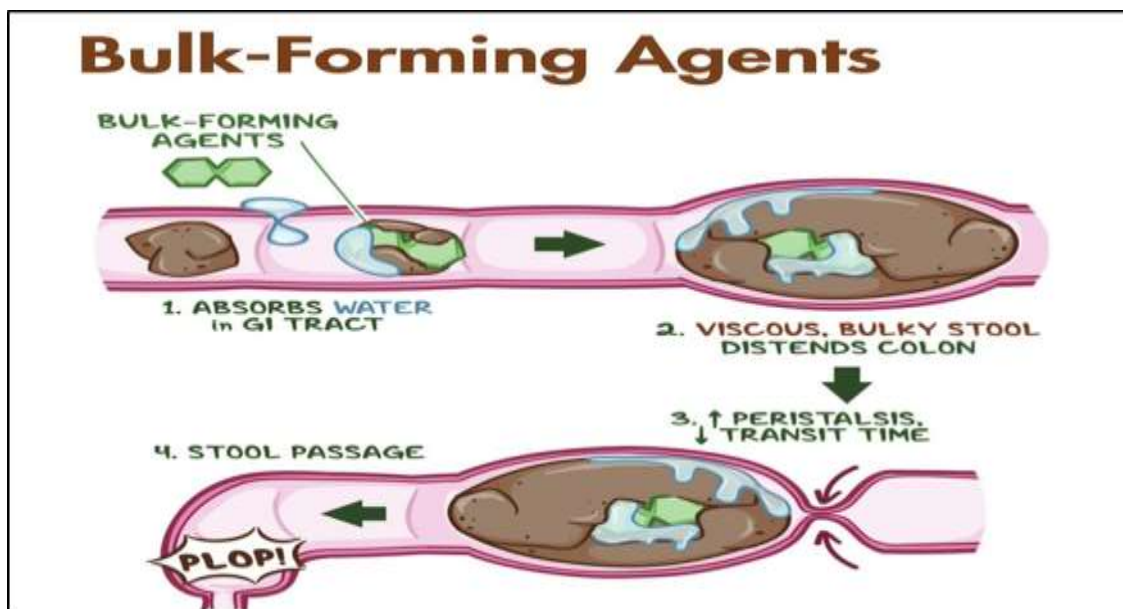 Bulk-Forming Agents
BULK-FORMING
AGENTS
1. ABSORBS WATER
in GI TRACT
2. VISCOUS, BULKY STOOL
DISTENDS COLON
3. ↑ PERISTALSIS,
↓ TRANSIT TIME
4. STOOL PASSAGE
PLOP!